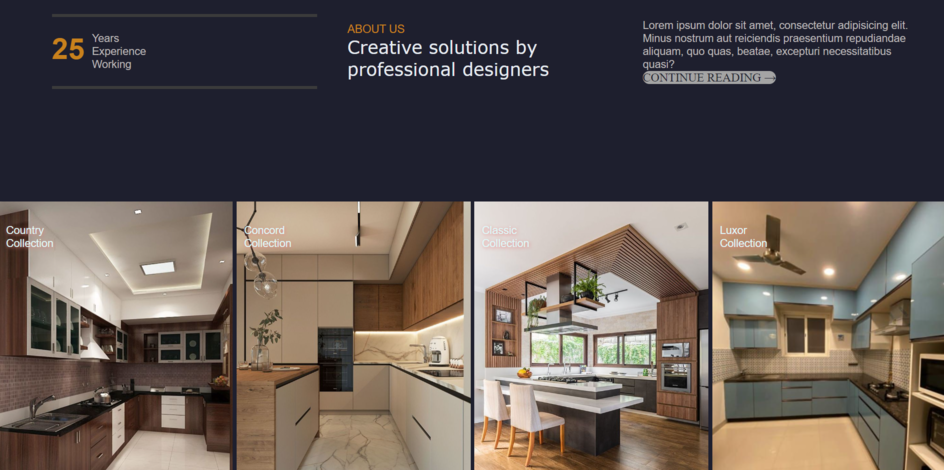 25
Years
Experience
Working
ABOUT US
Creative solutions by
professional designers
Lorem ipsum dolor sit amet, consectetur adipisicing elit.
Minus nostrum aut reiciendis praesentium repudiandae
aliquam, quo quas, beatae, excepturi necessitatibus
quasi?
CONTINUE READING →
Country
Collection
Concord
Collection
Classic
Collection
Luxor
Collection